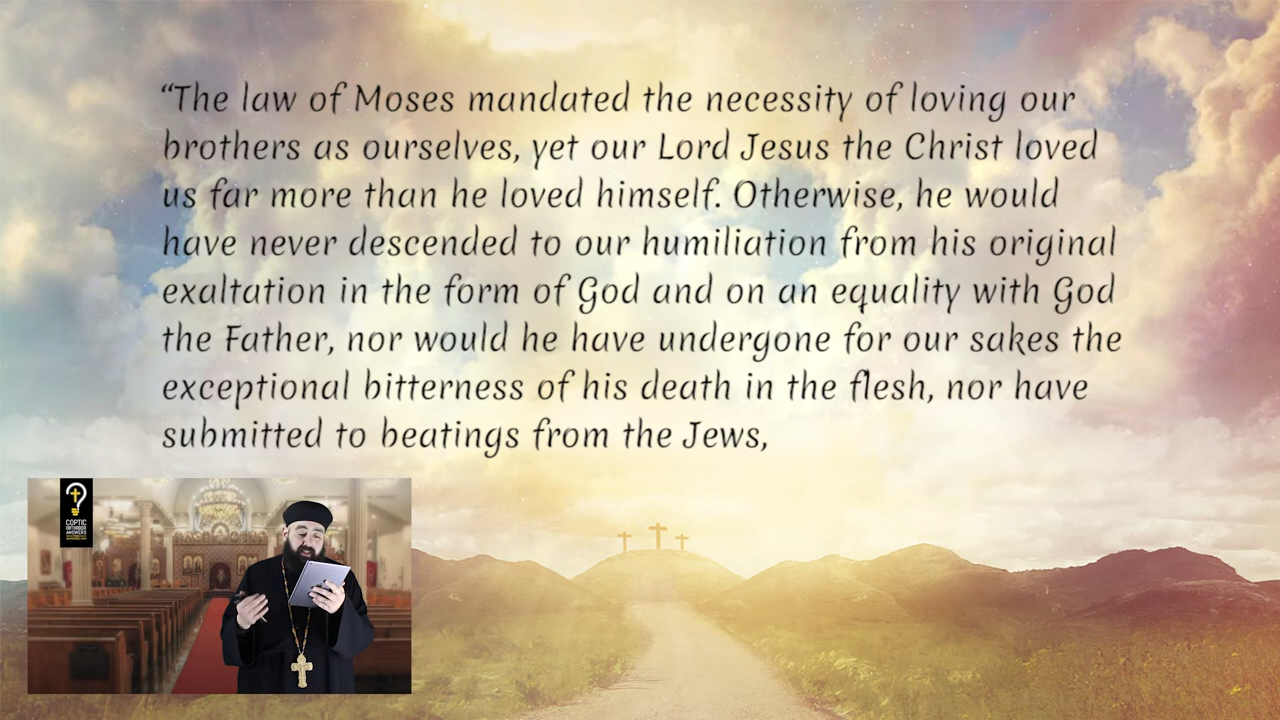 “The law of Moses mandated the necessity of loving our
brothers as ourselves, yet our Lord Jesus the Christ loved
us far more than he loved himself. Otherwise, he would
have never descended to our humiliation from his original
exaltation in the form of God and on an equality with God
the Father, nor would he have undergone for our sakes the
exceptional bitterness of his death in the flesh, nor have
submitted to beatings from the Jews,
COPTIC
ORTHODOX
ANSWERS